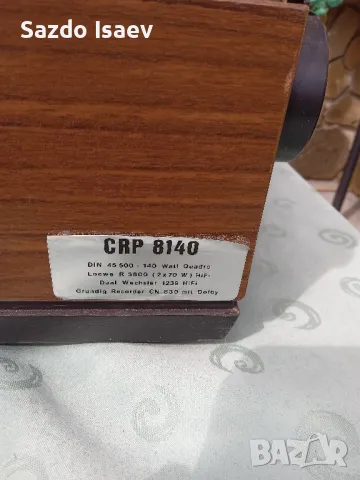 Sazdo Isaev
CRP 8140
DIN 45 500 - 140 Watt Quadro
Loewe R 3800 (2x70 W) HiFi
Dual Wechsler 1239 HiFi
Grundig Recorder CN 830 mit Dolby
BAZAR